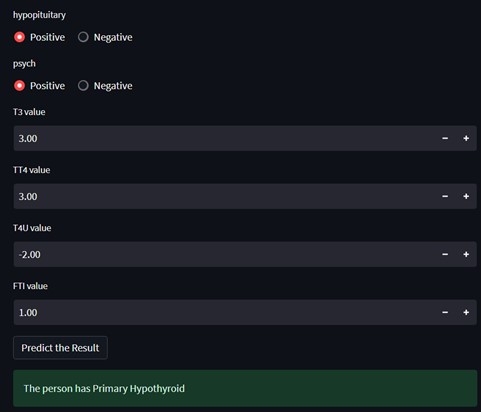 hypopituitary
Positive Negative
psych
Positive Negative
T3 value
3.00 − +
TT4 value
3.00 − +
T4U value
-2.00 − +
FTI value
1.00 − +
Predict the Result
The person has Primary Hypothyroid